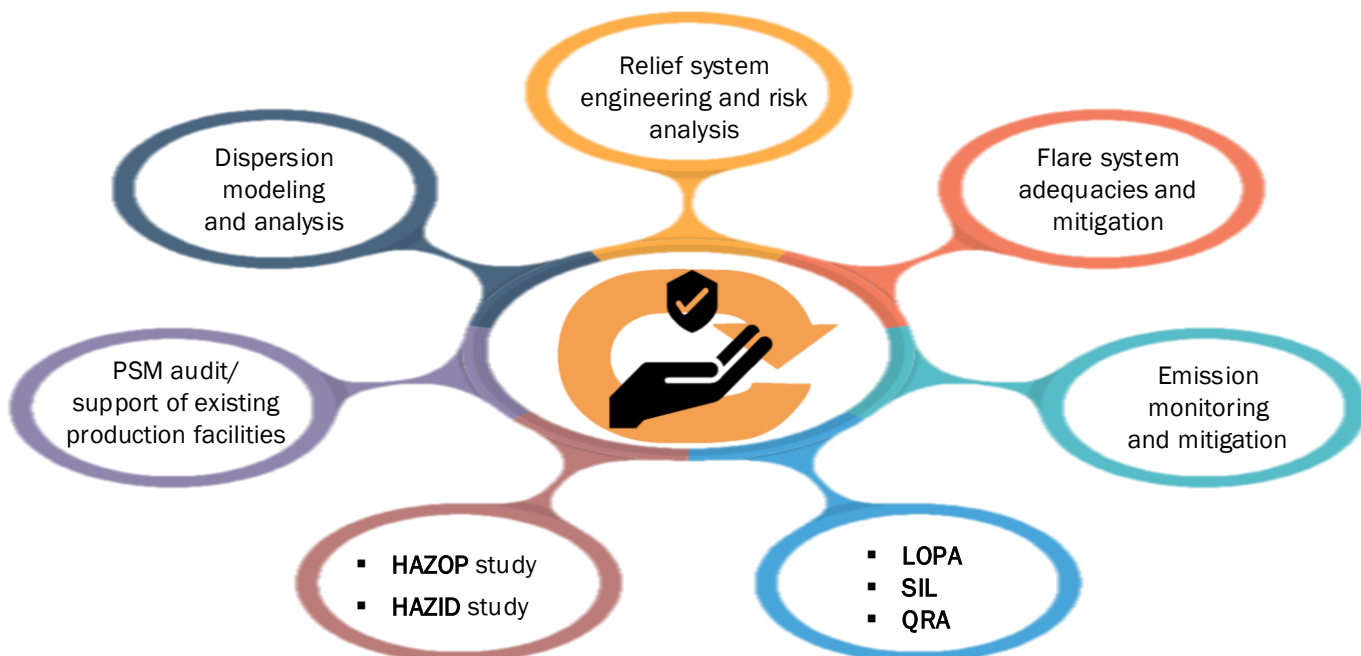 Relief system
engineering and risk
analysis
Dispersion
modeling
and analysis
Flare system
adequacies and
mitigation
PSM audit/
support of existing
production facilities
Emission
monitoring
and mitigation
▪ HAZOP study
▪ HAZID study
▪ LOPA
▪ SIL
▪ QRA